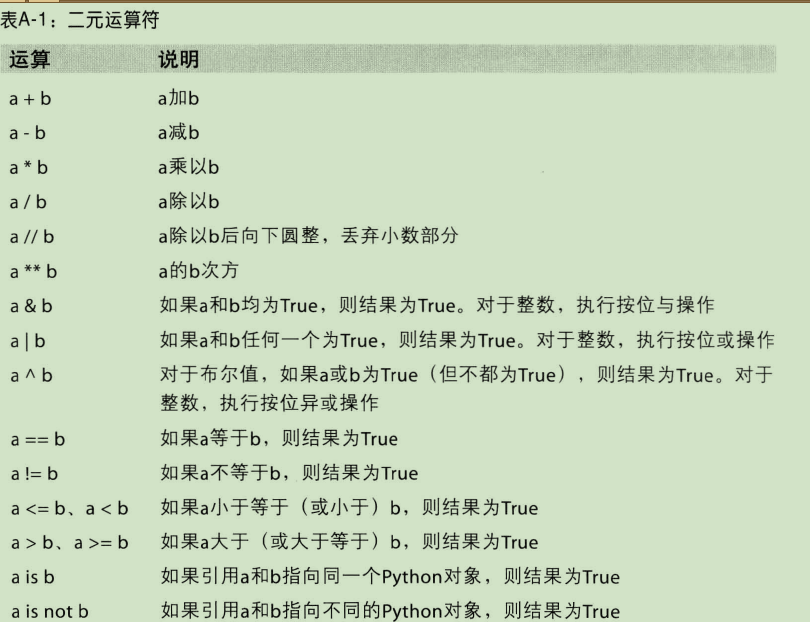 表A-1：二元运算符
运算 说明
a + b a加b
a - b a减b
a * b a乘以b
a / b a除以b
a // b a除以b后向下圆整，丢弃小数部分
a ** b a的b次方
a & b 如果a和b均为True，则结果为True。对于整数，执行按位与操作
a | b 如果a和b任何一个为True，则结果为True。对于整数，执行按位或操作
a ^ b 对于布尔值，如果a或b为True（但不都为True），则结果为True。对于
整数，执行按位异或操作
a == b 如果a等于b，则结果为True
a != b 如果a不等于b，则结果为True
a <= b、a < b 如果a小于等于（或小于）b，则结果为True
a > b、a >= b 如果a大于（或大于等于）b，则结果为True
a is b 如果引用a和b指向同一个Python对象，则结果为True
a is not b 如果引用a和b指向不同的Python对象，则结果为True